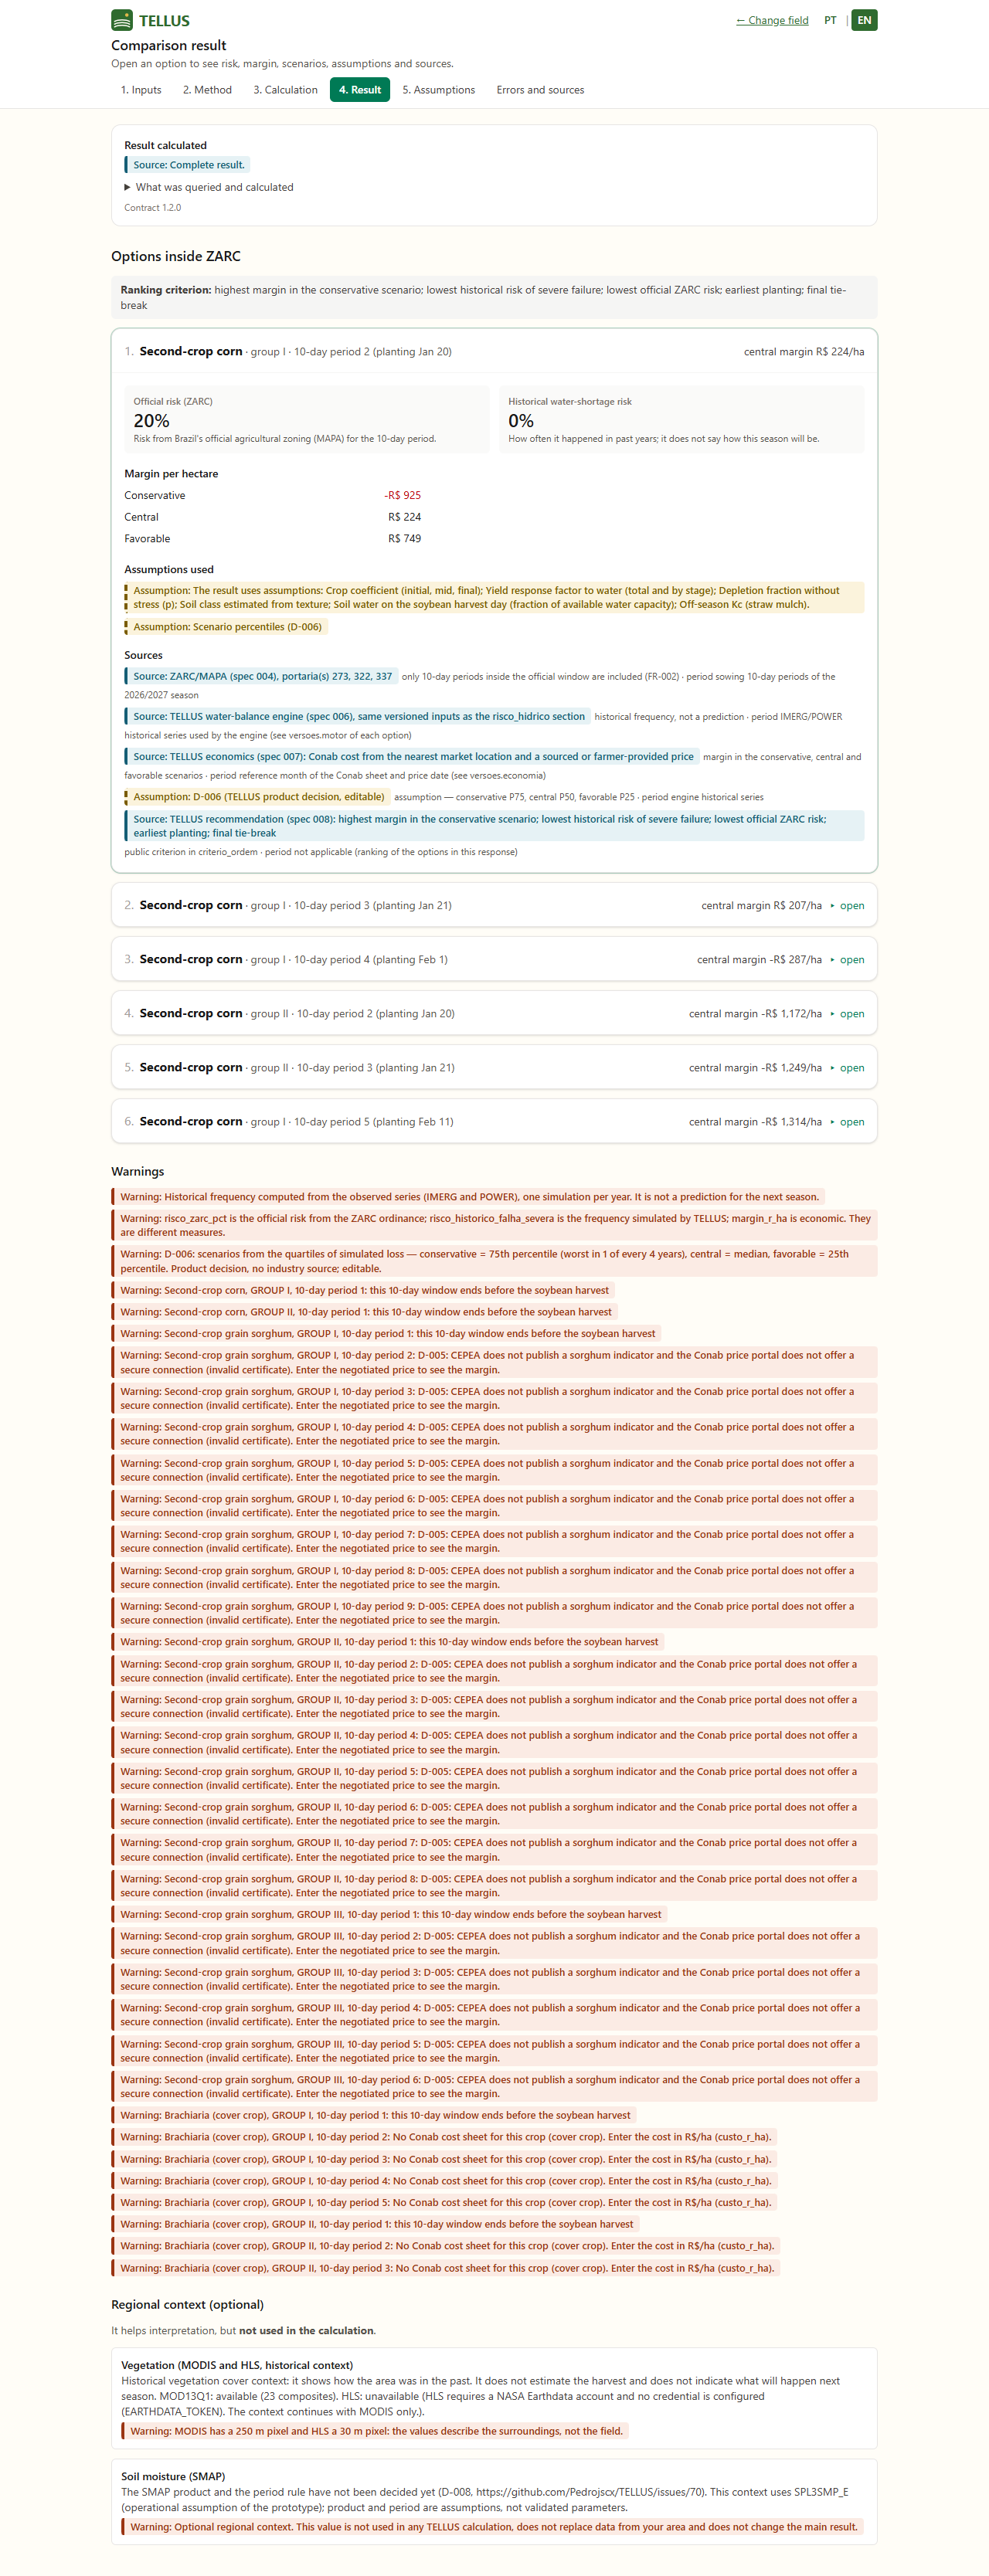 TELLUS
← Change field
PT | EN
Comparison result
Open an option to see risk, margin, scenarios, assumptions and sources.
1. Inputs
2. Method
3. Calculation
4. Result
5. Assumptions
Errors and sources
Result calculated
Source: Complete result.
▶ What was queried and calculated
Contract 1.2.0
Options inside ZARC
Ranking criterion: highest margin in the conservative scenario; lowest historical risk of severe failure; lowest official ZARC risk; earliest planting; final tie-
break
1. Second-crop corn · group I · 10-day period 2 (planting Jan 20)
central margin R$ 224/ha
Official risk (ZARC)
20%
Risk from Brazil's official agricultural zoning (MAPA) for the 10-day period.
Historical water-shortage risk
0%
How often it happened in past years; it does not say how this season will be.
Margin per hectare
Conservative -R$ 925
Central R$ 224
Favorable R$ 749
Assumptions used
Assumption: The result uses assumptions: Crop coefficient (initial, mid, final); Yield response factor to water (total and by stage); Depletion fraction without
stress (p); Soil class estimated from texture; Soil water on the soybean harvest day (fraction of available water capacity); Off-season Kc (straw mulch).
Assumption: Scenario percentiles (D-006)
Sources
Source: ZARC/MAPA (spec 004), portaria(s) 273, 322, 337 only 10-day periods inside the official window are included (FR-002) · period sowing 10-day periods of the
2026/2027 season
Source: TELLUS water-balance engine (spec 006), same versioned inputs as the risco_hidrico section historical frequency, not a prediction · period IMERG/POWER
historical series used by the engine (see versoes.motor of each option)
Source: TELLUS economics (spec 007): Conab cost from the nearest market location and a sourced or farmer-provided price margin in the conservative, central and
favorable scenarios · period reference month of the Conab sheet and price date (see versoes.economia)
Assumption: D-006 (TELLUS product decision, editable) assumption — conservative P75, central P50, favorable P25 · period engine historical series
Source: TELLUS recommendation (spec 008): highest margin in the conservative scenario; lowest historical risk of severe failure; lowest official ZARC risk;
earliest planting; final tie-break
public criterion in criterio_ordem · period not applicable (ranking of the options in this response)
2. Second-crop corn · group I · 10-day period 3 (planting Jan 21)
central margin R$ 207/ha ▸ open
3. Second-crop corn · group I · 10-day period 4 (planting Feb 1)
central margin -R$ 287/ha ▸ open
4. Second-crop corn · group II · 10-day period 2 (planting Jan 20)
central margin -R$ 1,172/ha ▸ open
5. Second-crop corn · group II · 10-day period 3 (planting Jan 21)
central margin -R$ 1,249/ha ▸ open
6. Second-crop corn · group I · 10-day period 5 (planting Feb 11)
central margin -R$ 1,314/ha ▸ open
Warnings
Warning: Historical frequency computed from the observed series (IMERG and POWER), one simulation per year. It is not a prediction for the next season.
Warning: risco_zarc_pct is the official risk from the ZARC ordinance; risco_historico_falha_severa is the frequency simulated by TELLUS; margin_r_ha is economic. They
are different measures.
Warning: D-006: scenarios from the quartiles of simulated loss — conservative = 75th percentile (worst in 1 of every 4 years), central = median, favorable = 25th
percentile. Product decision, no industry source; editable.
Warning: Second-crop corn, GROUP I, 10-day period 1: this 10-day window ends before the soybean harvest
Warning: Second-crop corn, GROUP II, 10-day period 1: this 10-day window ends before the soybean harvest
Warning: Second-crop grain sorghum, GROUP I, 10-day period 1: this 10-day window ends before the soybean harvest
Warning: Second-crop grain sorghum, GROUP I, 10-day period 2: D-005: CEPEA does not publish a sorghum indicator and the Conab price portal does not offer a
secure connection (invalid certificate). Enter the negotiated price to see the margin.
Warning: Second-crop grain sorghum, GROUP I, 10-day period 3: D-005: CEPEA does not publish a sorghum indicator and the Conab price portal does not offer a
secure connection (invalid certificate). Enter the negotiated price to see the margin.
Warning: Second-crop grain sorghum, GROUP I, 10-day period 4: D-005: CEPEA does not publish a sorghum indicator and the Conab price portal does not offer a
secure connection (invalid certificate). Enter the negotiated price to see the margin.
Warning: Second-crop grain sorghum, GROUP I, 10-day period 5: D-005: CEPEA does not publish a sorghum indicator and the Conab price portal does not offer a
secure connection (invalid certificate). Enter the negotiated price to see the margin.
Warning: Second-crop grain sorghum, GROUP I, 10-day period 6: D-005: CEPEA does not publish a sorghum indicator and the Conab price portal does not offer a
secure connection (invalid certificate). Enter the negotiated price to see the margin.
Warning: Second-crop grain sorghum, GROUP I, 10-day period 7: D-005: CEPEA does not publish a sorghum indicator and the Conab price portal does not offer a
secure connection (invalid certificate). Enter the negotiated price to see the margin.
Warning: Second-crop grain sorghum, GROUP I, 10-day period 8: D-005: CEPEA does not publish a sorghum indicator and the Conab price portal does not offer a
secure connection (invalid certificate). Enter the negotiated price to see the margin.
Warning: Second-crop grain sorghum, GROUP I, 10-day period 9: D-005: CEPEA does not publish a sorghum indicator and the Conab price portal does not offer a
secure connection (invalid certificate). Enter the negotiated price to see the margin.
Warning: Second-crop grain sorghum, GROUP II, 10-day period 1: this 10-day window ends before the soybean harvest
Warning: Second-crop grain sorghum, GROUP II, 10-day period 2: D-005: CEPEA does not publish a sorghum indicator and the Conab price portal does not offer a
secure connection (invalid certificate). Enter the negotiated price to see the margin.
Warning: Second-crop grain sorghum, GROUP II, 10-day period 3: D-005: CEPEA does not publish a sorghum indicator and the Conab price portal does not offer a
secure connection (invalid certificate). Enter the negotiated price to see the margin.
Warning: Second-crop grain sorghum, GROUP II, 10-day period 4: D-005: CEPEA does not publish a sorghum indicator and the Conab price portal does not offer a
secure connection (invalid certificate). Enter the negotiated price to see the margin.
Warning: Second-crop grain sorghum, GROUP II, 10-day period 5: D-005: CEPEA does not publish a sorghum indicator and the Conab price portal does not offer a
secure connection (invalid certificate). Enter the negotiated price to see the margin.
Warning: Second-crop grain sorghum, GROUP II, 10-day period 6: D-005: CEPEA does not publish a sorghum indicator and the Conab price portal does not offer a
secure connection (invalid certificate). Enter the negotiated price to see the margin.
Warning: Second-crop grain sorghum, GROUP II, 10-day period 7: D-005: CEPEA does not publish a sorghum indicator and the Conab price portal does not offer a
secure connection (invalid certificate). Enter the negotiated price to see the margin.
Warning: Second-crop grain sorghum, GROUP II, 10-day period 8: D-005: CEPEA does not publish a sorghum indicator and the Conab price portal does not offer a
secure connection (invalid certificate). Enter the negotiated price to see the margin.
Warning: Second-crop grain sorghum, GROUP III, 10-day period 1: this 10-day window ends before the soybean harvest
Warning: Second-crop grain sorghum, GROUP III, 10-day period 2: D-005: CEPEA does not publish a sorghum indicator and the Conab price portal does not offer a
secure connection (invalid certificate). Enter the negotiated price to see the margin.
Warning: Second-crop grain sorghum, GROUP III, 10-day period 3: D-005: CEPEA does not publish a sorghum indicator and the Conab price portal does not offer a
secure connection (invalid certificate). Enter the negotiated price to see the margin.
Warning: Second-crop grain sorghum, GROUP III, 10-day period 4: D-005: CEPEA does not publish a sorghum indicator and the Conab price portal does not offer a
secure connection (invalid certificate). Enter the negotiated price to see the margin.
Warning: Second-crop grain sorghum, GROUP III, 10-day period 5: D-005: CEPEA does not publish a sorghum indicator and the Conab price portal does not offer a
secure connection (invalid certificate). Enter the negotiated price to see the margin.
Warning: Second-crop grain sorghum, GROUP III, 10-day period 6: D-005: CEPEA does not publish a sorghum indicator and the Conab price portal does not offer a
secure connection (invalid certificate). Enter the negotiated price to see the margin.
Warning: Brachiaria (cover crop), GROUP I, 10-day period 1: this 10-day window ends before the soybean harvest
Warning: Brachiaria (cover crop), GROUP I, 10-day period 2: No Conab cost sheet for this crop (cover crop). Enter the cost in R$/ha (custo_r_ha).
Warning: Brachiaria (cover crop), GROUP I, 10-day period 3: No Conab cost sheet for this crop (cover crop). Enter the cost in R$/ha (custo_r_ha).
Warning: Brachiaria (cover crop), GROUP I, 10-day period 4: No Conab cost sheet for this crop (cover crop). Enter the cost in R$/ha (custo_r_ha).
Warning: Brachiaria (cover crop), GROUP I, 10-day period 5: No Conab cost sheet for this crop (cover crop). Enter the cost in R$/ha (custo_r_ha).
Warning: Brachiaria (cover crop), GROUP II, 10-day period 1: this 10-day window ends before the soybean harvest
Warning: Brachiaria (cover crop), GROUP II, 10-day period 2: No Conab cost sheet for this crop (cover crop). Enter the cost in R$/ha (custo_r_ha).
Warning: Brachiaria (cover crop), GROUP II, 10-day period 3: No Conab cost sheet for this crop (cover crop). Enter the cost in R$/ha (custo_r_ha).
Regional context (optional)
It helps interpretation, but not used in the calculation.
Vegetation (MODIS and HLS, historical context)
Historical vegetation cover context: it shows how the area was in the past. It does not estimate the harvest and does not indicate what will happen next
season. MOD13Q1: available (23 composites). HLS: unavailable (HLS requires a NASA Earthdata account and no credential is configured
(EARTHDATA_TOKEN). The context continues with MODIS only.).
Warning: MODIS has a 250 m pixel and HLS a 30 m pixel: the values describe the surroundings, not the field.
Soil moisture (SMAP)
The SMAP product and the period rule have not been decided yet (D-008, https://github.com/Pedrojscx/TELLUS/issues/70). This context uses SPL3SMP_E
(operational assumption of the prototype); product and period are assumptions, not validated parameters.
Warning: Optional regional context. This value is not used in any TELLUS calculation, does not replace data from your area and does not change the main result.